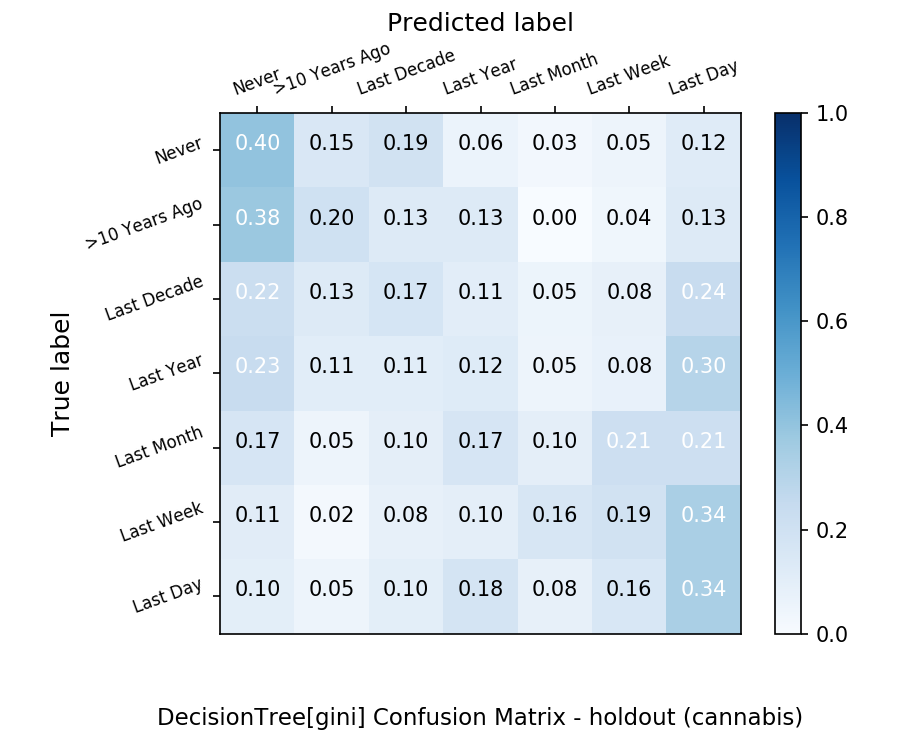 Predicted label
Never >10 Years Ago Last Decade Last Year Last Month Last Week Last Day
True label
Never 0.40 0.15 0.19 0.06 0.03 0.05 0.12
>10 Years Ago 0.38 0.20 0.13 0.13 0.00 0.04 0.13
Last Decade 0.22 0.13 0.17 0.11 0.05 0.08 0.24
Last Year 0.23 0.11 0.11 0.12 0.05 0.08 0.30
Last Month 0.17 0.05 0.10 0.17 0.10 0.21 0.21
Last Week 0.11 0.02 0.08 0.10 0.16 0.19 0.34
Last Day 0.10 0.05 0.10 0.18 0.08 0.16 0.34
1.0
0.8
0.6
0.4
0.2
0.0
DecisionTree[gini] Confusion Matrix - holdout (cannabis)